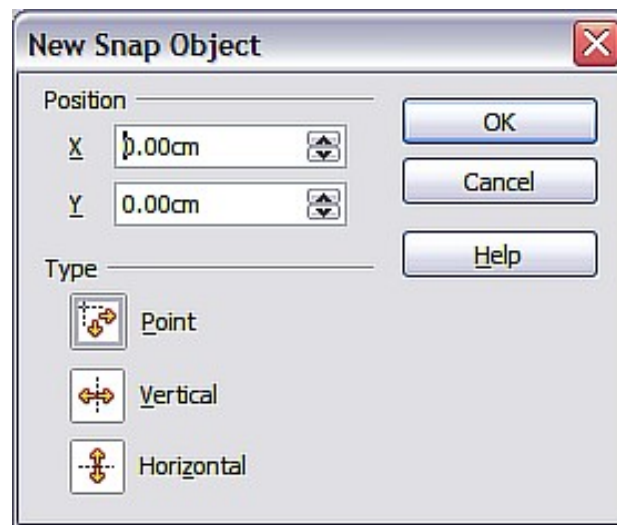 New Snap Object
Position
X 0.00cm
Y 0.00cm
OK
Cancel
Help
Type
Point
Vertical
Horizontal